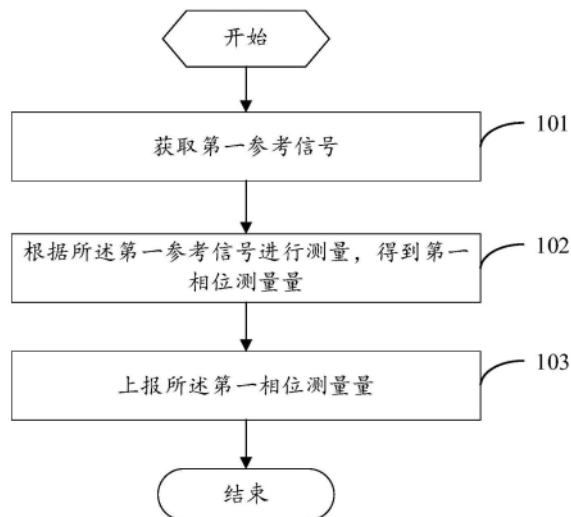 开始
获取第一参考信号
101
根据所述第一参考信号进行测量，得到第一
相位测量量
102
上报所述第一相位测量量
103
结束